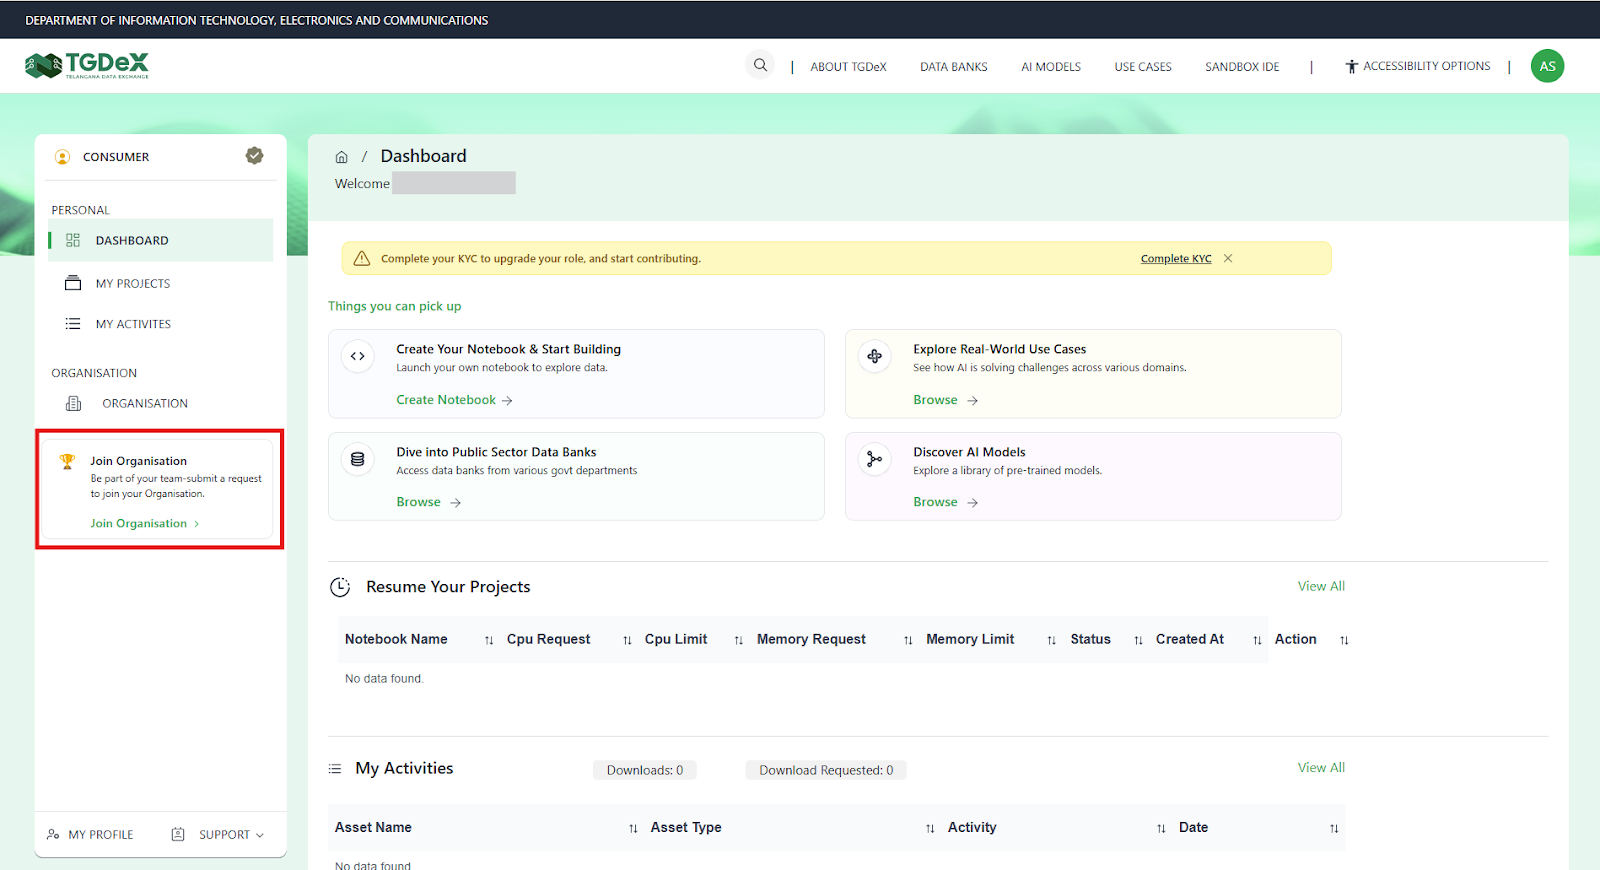 DEPARTMENT OF INFORMATION TECHNOLOGY, ELECTRONICS AND COMMUNICATIONS
TGDeX
TELANGANA DATA EXCHANGE
ABOUT TGDeX
DATA BANKS
AI MODELS
USE CASES
SANDBOX IDE
ACCESSIBILITY OPTIONS
AS
CONSUMER
PERSONAL
DASHBOARD
MY PROJECTS
MY ACTIVITES
ORGANISATION
ORGANISATION
Join Organisation
Be part of your team-submit a request
to join your Organisation.
Join Organisation >
MY PROFILE
SUPPORT
/ Dashboard
Welcome
Complete your KYC to upgrade your role, and start contributing.
Complete KYC
Things you can pick up
Create Your Notebook & Start Building
Launch your own notebook to explore data.
Create Notebook →
Explore Real-World Use Cases
See how AI is solving challenges across various domains.
Browse →
Dive into Public Sector Data Banks
Access data banks from various govt departments
Browse →
Discover AI Models
Explore a library of pre-trained models.
Browse →
Resume Your Projects
View All
Notebook Name ↑↓ Cpu Request ↑↓ Cpu Limit ↑↓ Memory Request ↑↓ Memory Limit ↑↓ Status ↑↓ Created At ↑↓ Action ↑↓
No data found.
My Activities
Downloads: 0
Download Requested: 0
View All
Asset Name ↑↓ Asset Type ↑↓ Activity ↑↓ Date ↑↓
No data found